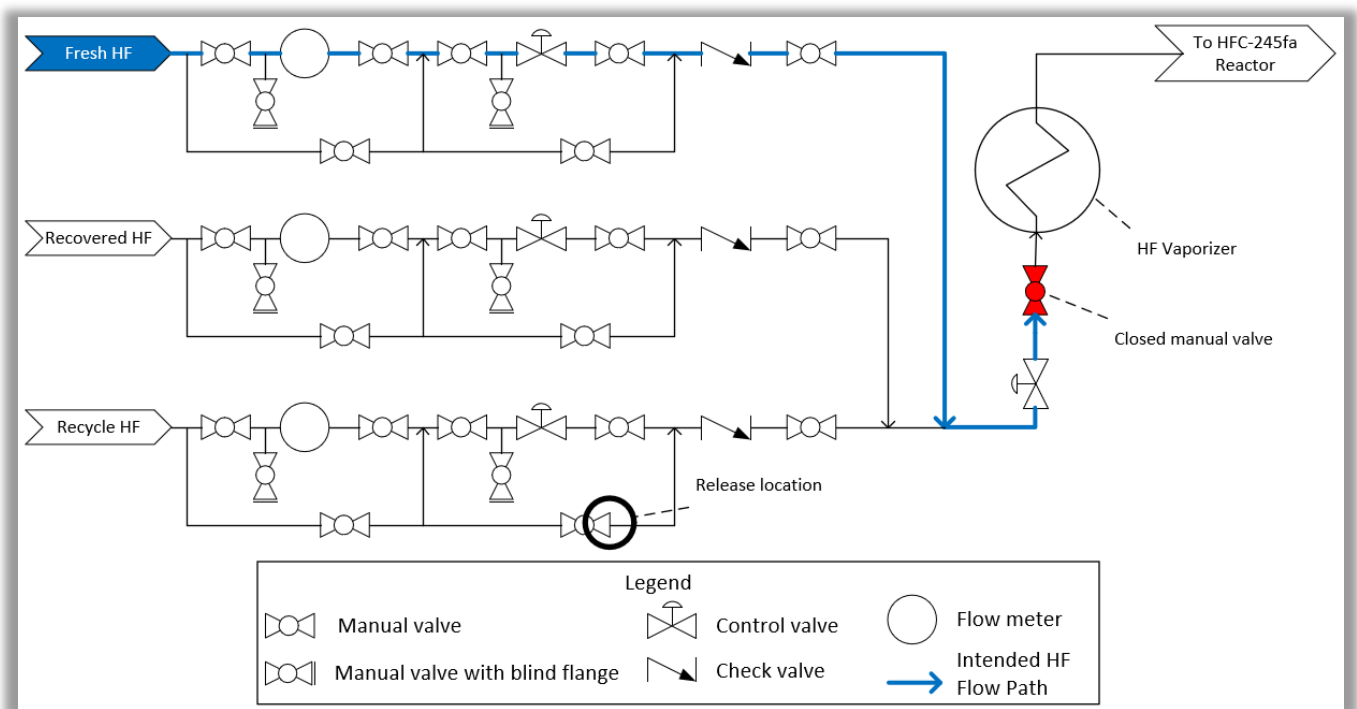 Fresh HF
To HFC-245fa
Reactor
Recovered HF
HF Vaporizer
Closed manual valve
Recycle HF
Release location
Legend
Manual valve
Control valve
Flow meter
Manual valve with blind flange
Check valve
Intended HF
Flow Path